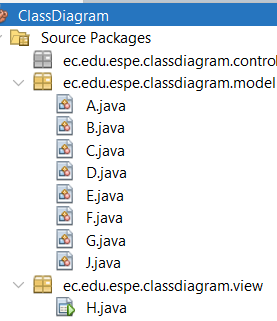 ClassDiagram
Source Packages
ec.edu.espe.classdiagram.contro
ec.edu.espe.classdiagram.model
A.java
B.java
C.java
D.java
E.java
F.java
G.java
J.java
ec.edu.espe.classdiagram.view
H.java